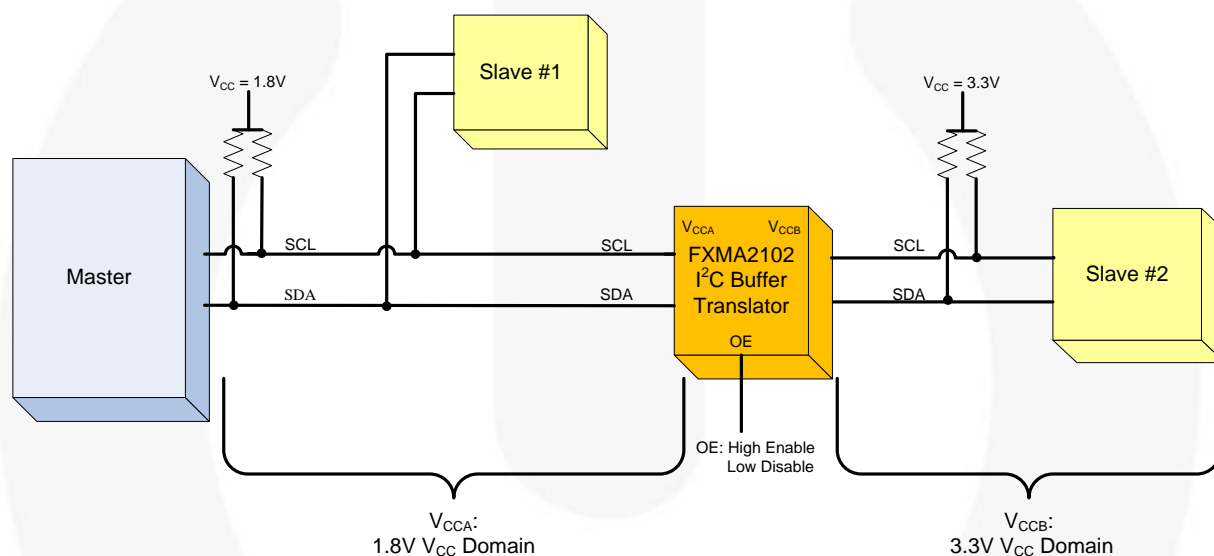 Slave #1
VCC = 1.8V
VCC = 3.3V
Master
SCL
SCL
SDA
SDA
VCCA
VCCB
FXMA2102
I2C Buffer
Translator
OE
SCL
SDA
Slave #2
OE: High Enable
Low Disable
VCCA:
1.8V VCC Domain
VCCB:
3.3V VCC Domain